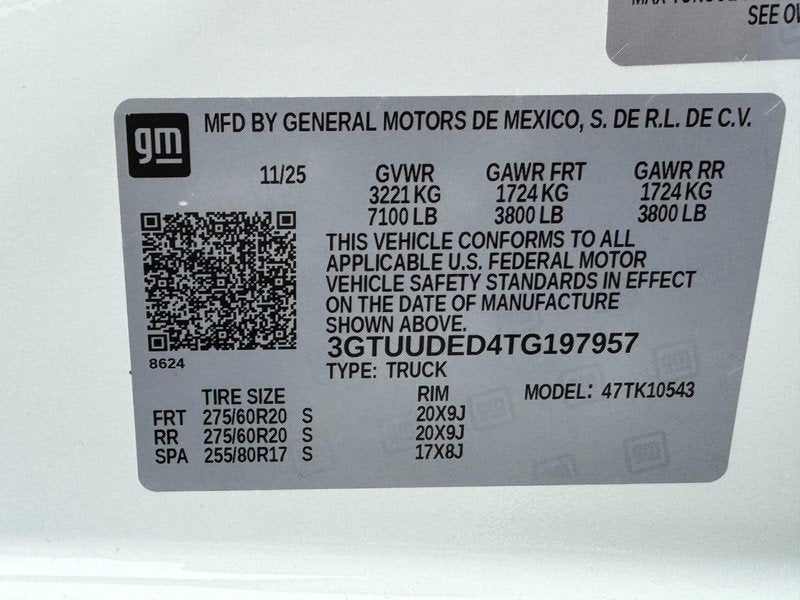 SEE
gm MFD BY GENERAL MOTORS DE MEXICO, S. DE R.L. DE C.V.
11/25 GVWR GAWR FRT GAWR RR
3221 KG 1724 KG 1724 KG
7100 LB 3800 LB 3800 LB
THIS VEHICLE CONFORMS TO ALL
APPLICABLE U.S. FEDERAL MOTOR
VEHICLE SAFETY STANDARDS IN EFFECT
ON THE DATE OF MANUFACTURE
SHOWN ABOVE.
3GTUUDED4TG197957
8624
TYPE: TRUCK
TIRE SIZE RIM MODEL: 47TK10543
FRT 275/60R20 S 20X9J
RR 275/60R20 S 20X9J
SPA 255/80R17 S 17X8J